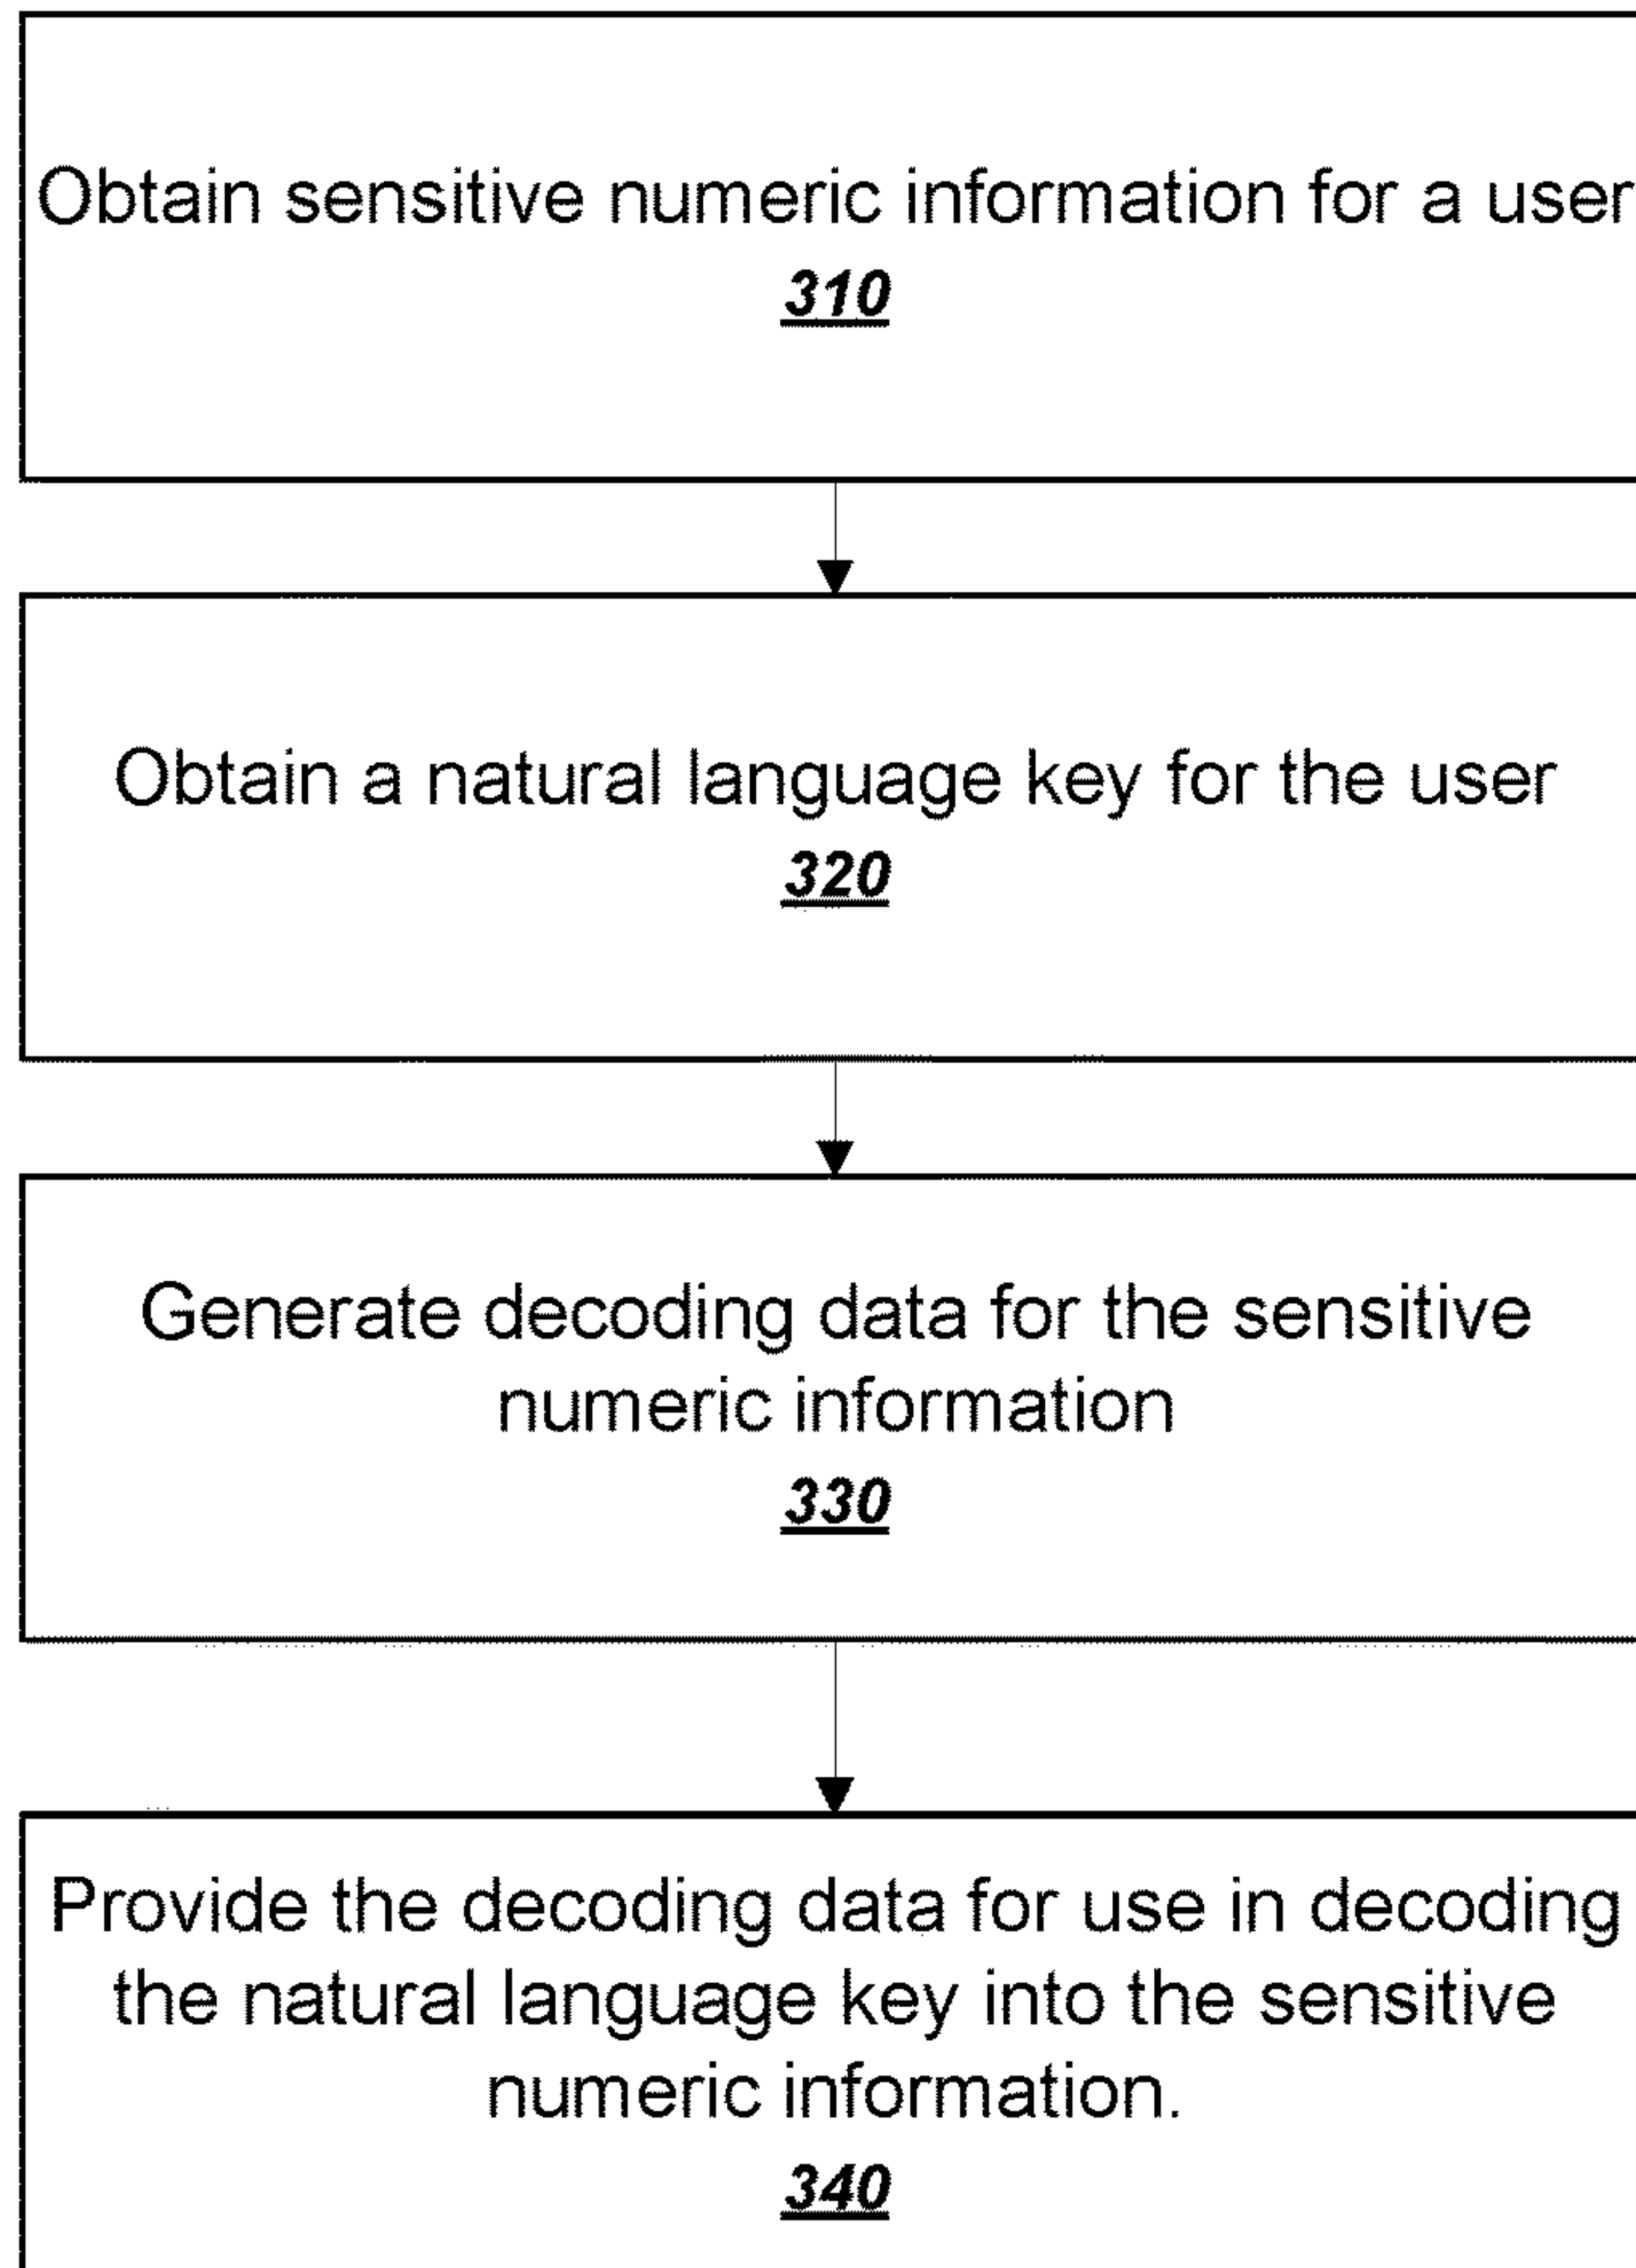 Obtain sensitive numeric information for a user
310
Obtain a natural language key for the user
320
Generate decoding data for the sensitive
numeric information
330
Provide the decoding data for use in decoding
the natural language key into the sensitive
numeric information.
340